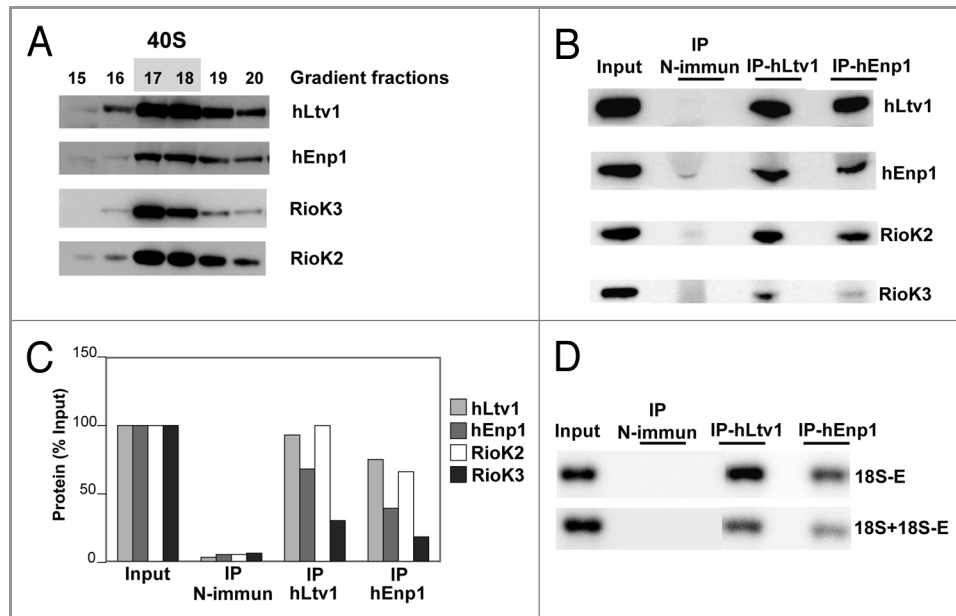 A
40S
15 16 17 18 19 20 Gradient fractions
hLtv1
hEnp1
RioK3
RioK2
B
Input IP N-immun IP-hLtv1 IP-hEnp1
hLtv1
hEnp1
RioK2
RioK3
C
Protein (% Input)
150
100
50
0
Input IP N-immun IP hLtv1 IP hEnp1
hLtv1
hEnp1
RioK2
RioK3
D
Input IP N-immun IP-hLtv1 IP-hEnp1
18S-E
18S+18S-E